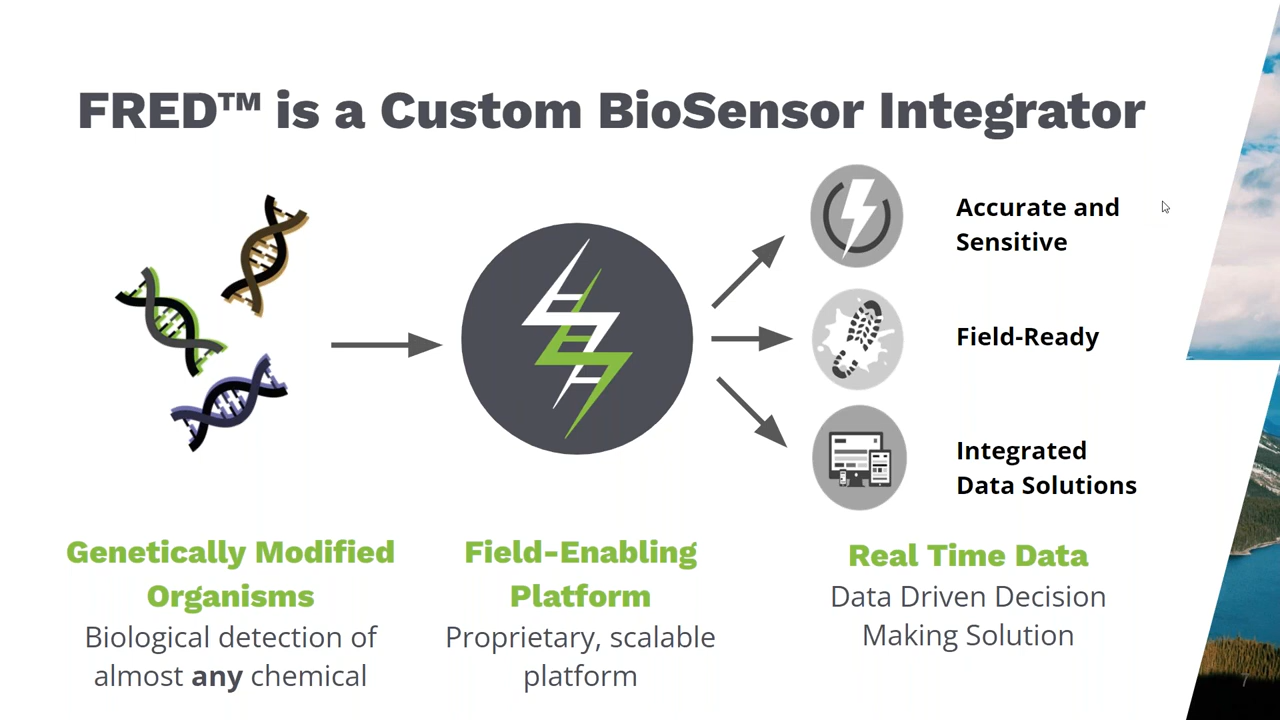 FRED™ is a Custom BioSensor Integrator
Accurate and
Sensitive
Field-Ready
Integrated
Data Solutions
Genetically Modified
Organisms
Biological detection of
almost any chemical
Field-Enabling
Platform
Proprietary, scalable
platform
Real Time Data
Data Driven Decision
Making Solution
7